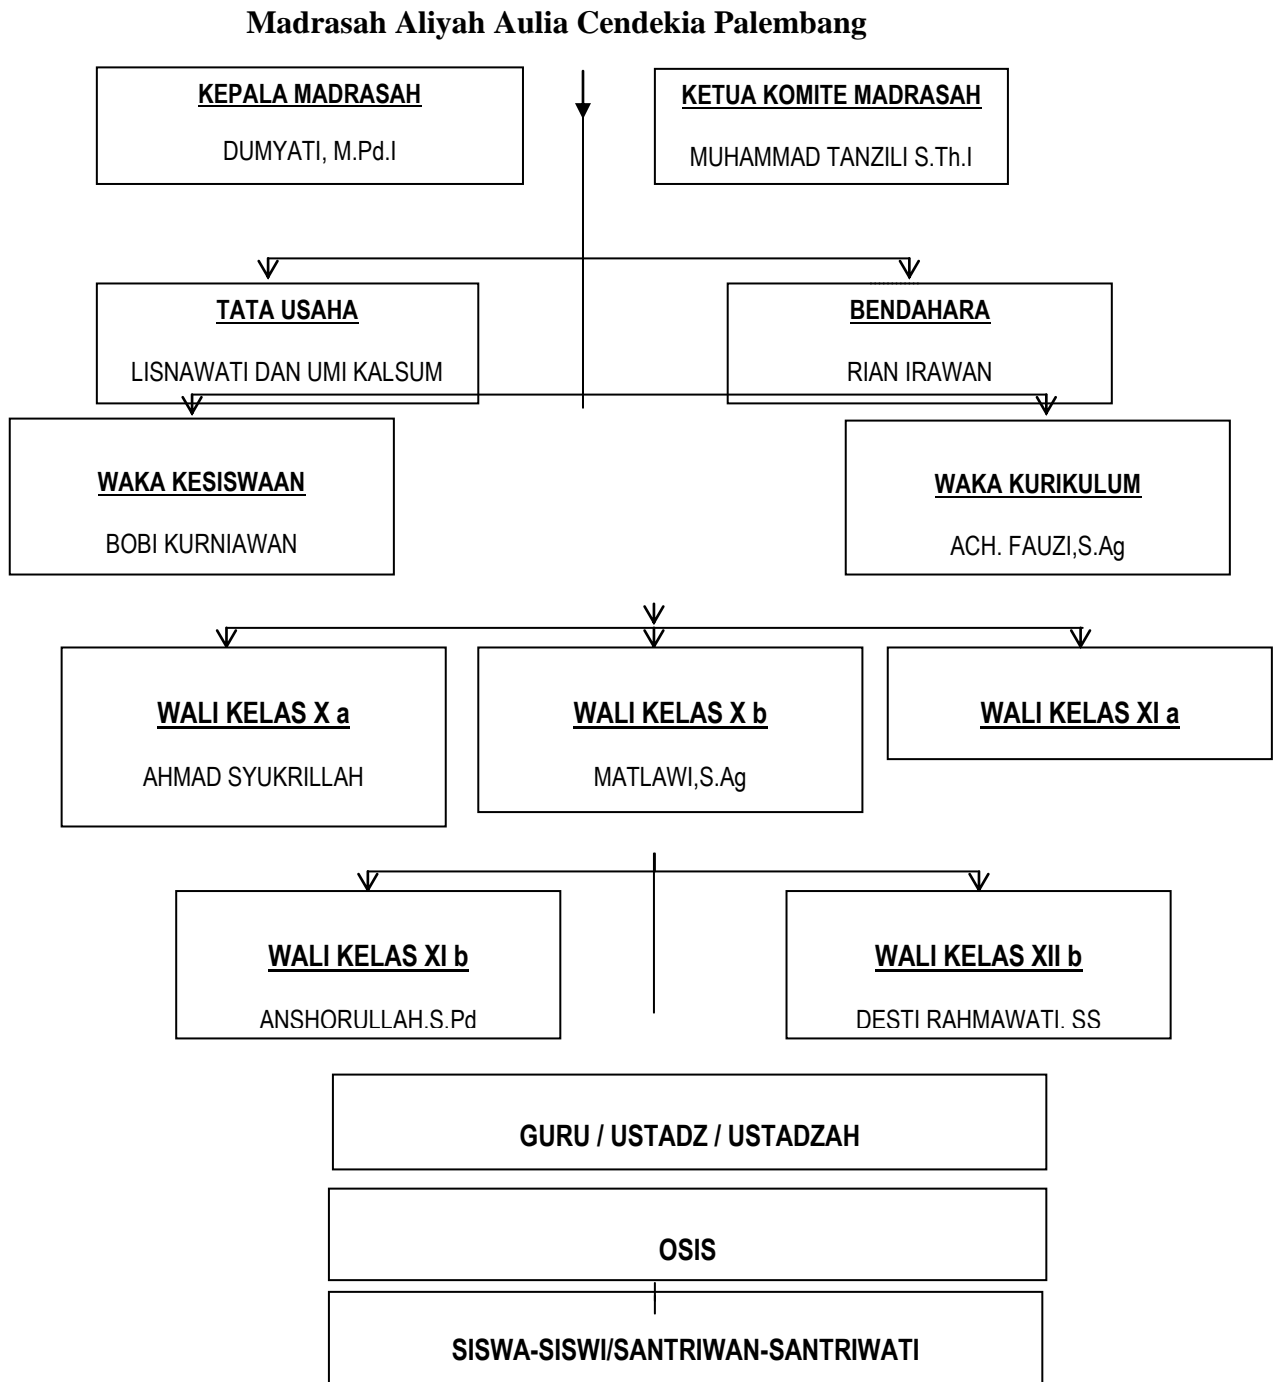 Madrasah Aliyah Aulia Cendekia Palembang
KEPALA MADRASAH
DUMYATI, M.Pd.I
KETUA KOMITE MADRASAH
MUHAMMAD TANZILI S.Th.I
TATA USAHA
LISNAWATI DAN UMI KALSUM
BENDAHARA
RIAN IRAWAN
WAKA KESISWAAN
BOBI KURNIAWAN
WAKA KURIKULUM
ACH. FAUZI,S.Ag
WALI KELAS X a
AHMAD SYUKRILLAH
WALI KELAS X b
MATLAWI,S.Ag
WALI KELAS XI a
WALI KELAS XI b
ANSHORULLAH.S.Pd
WALI KELAS XII b
DESTI RAHMAWATI. SS
GURU / USTADZ / USTADZAH
OSIS
SISWA-SISWI/SANTRIWAN-SANTRIWATI